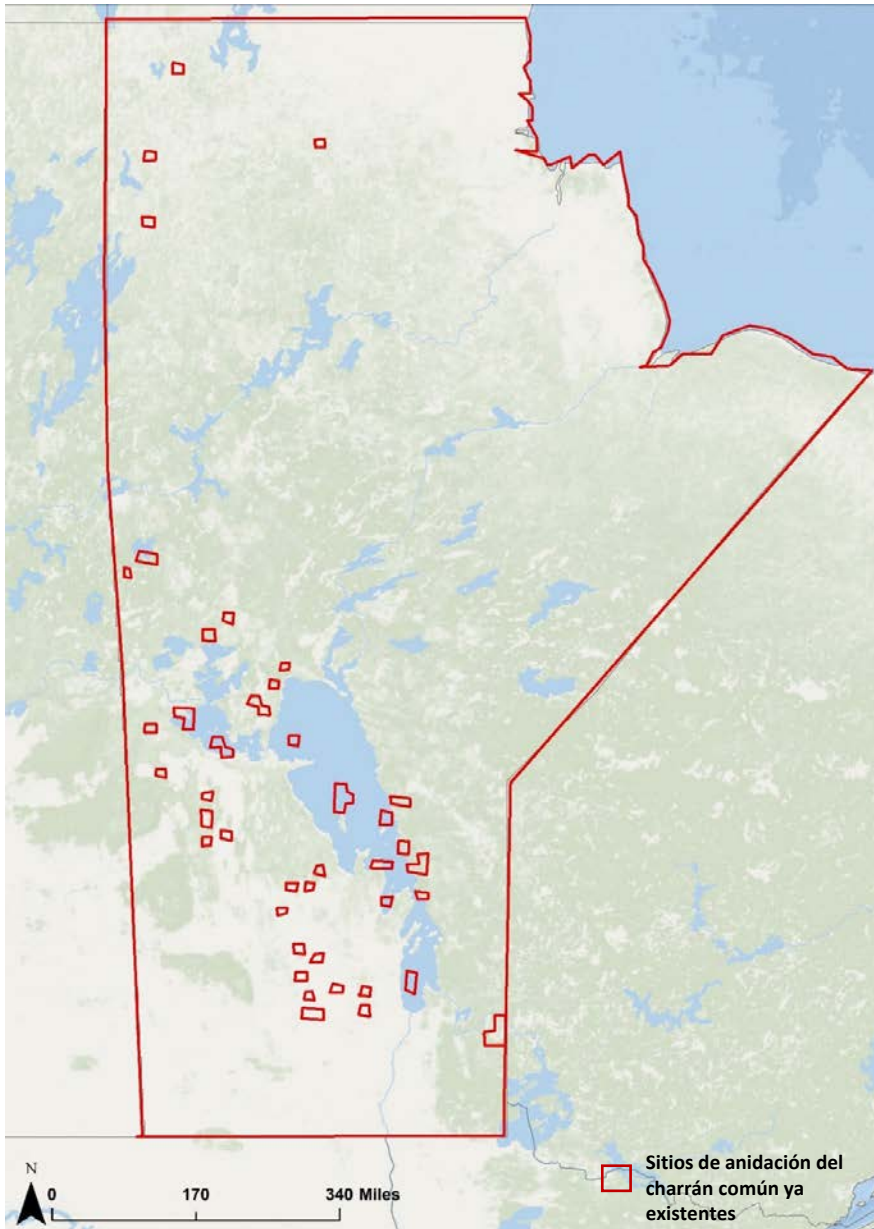 N
0 170 340 Miles
Sitios de anidación del
charrán común ya
existentes